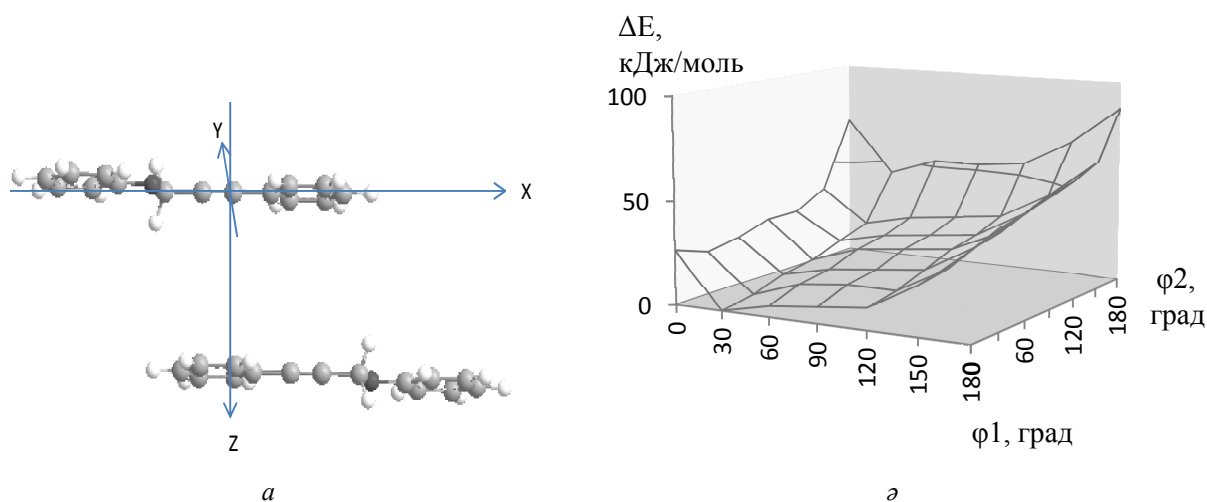 Y
X
Z
а
ΔE,
кДж/моль
100
50
0
0
30
60
90
120
150
180
60
120
180
φ2,
град
φ1, град
ә